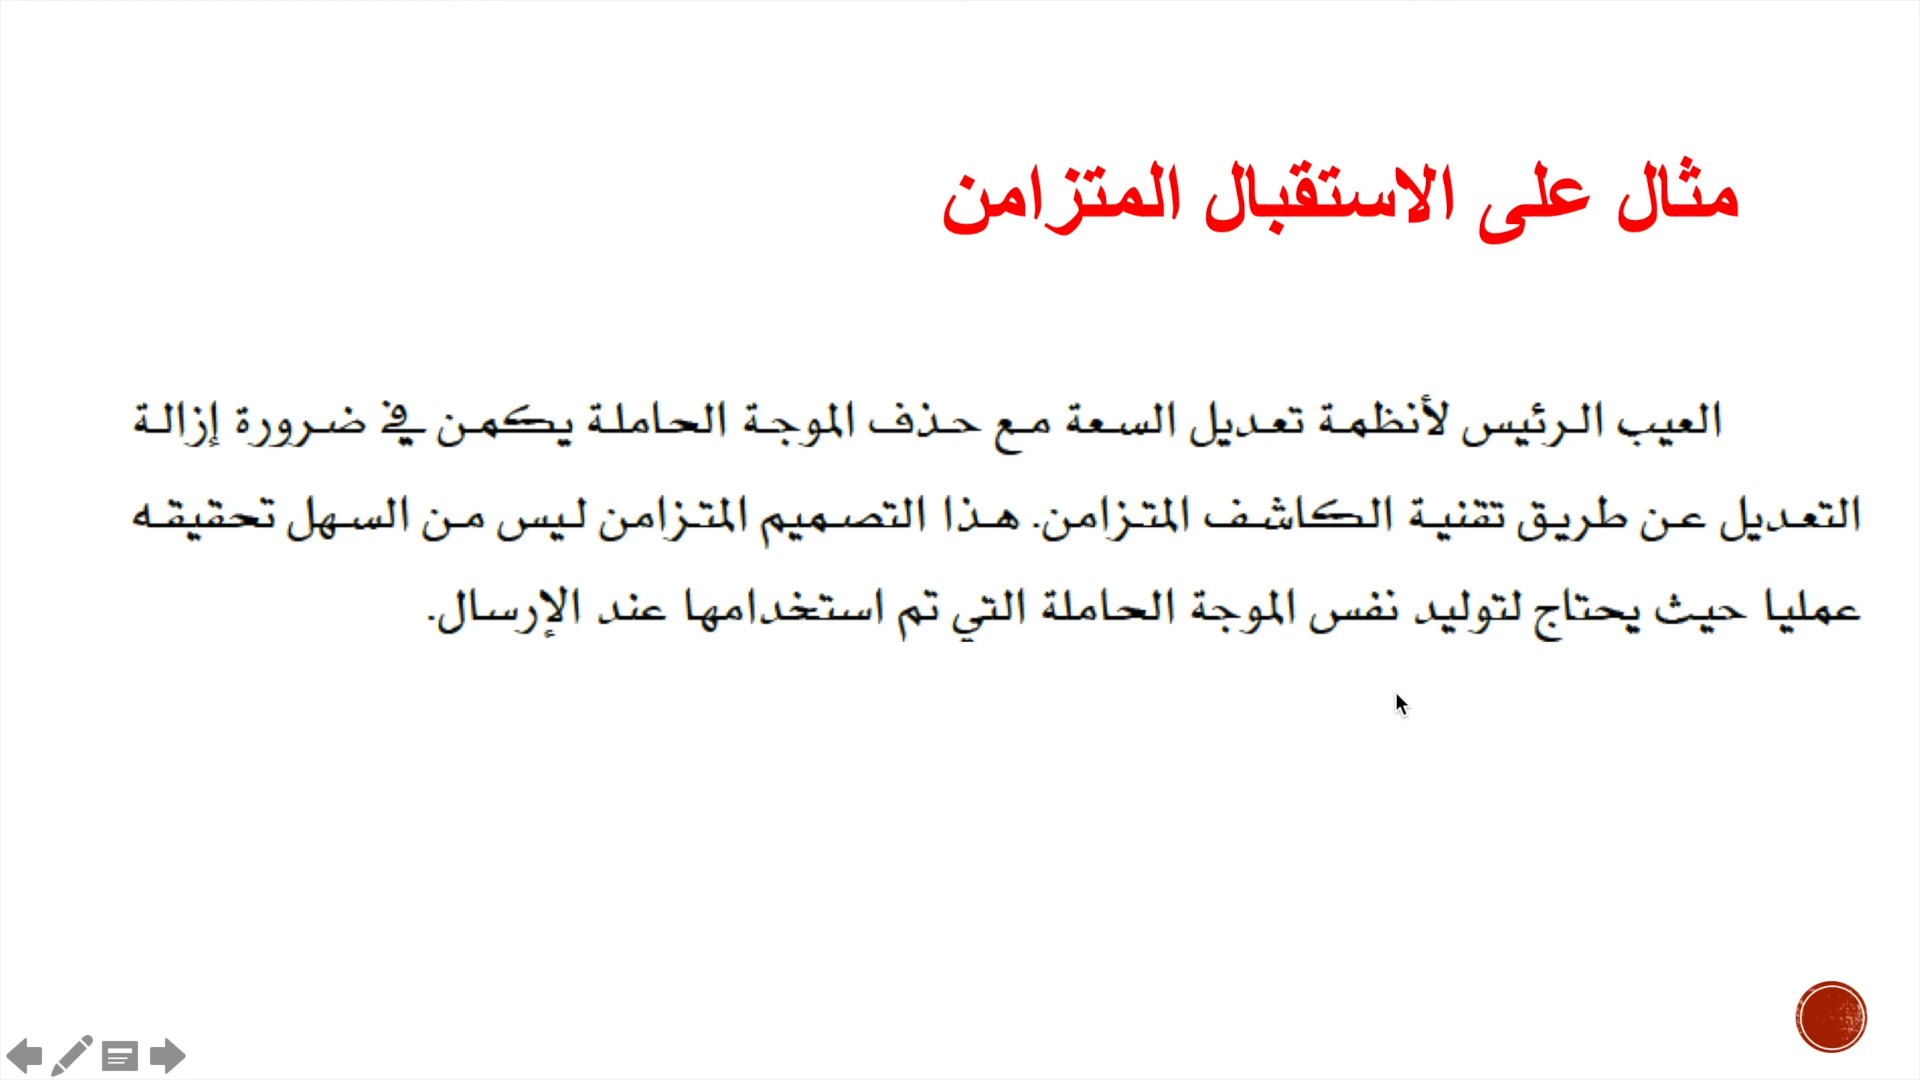 مثال على الاستقبال المتزامن
العيب الرئيس لأنظمة تعديل السعة مع حذف الموجة الحاملة يكمن في ضرورة إزالة
التعديل عن طريق تقنية الكاشف المتزامن. هذا التصميم المتزامن ليس من السهل تحقيقه
عمليا حيث يحتاج لتوليد نفس الموجة الحاملة التي تم استخدامها عند الإرسال.